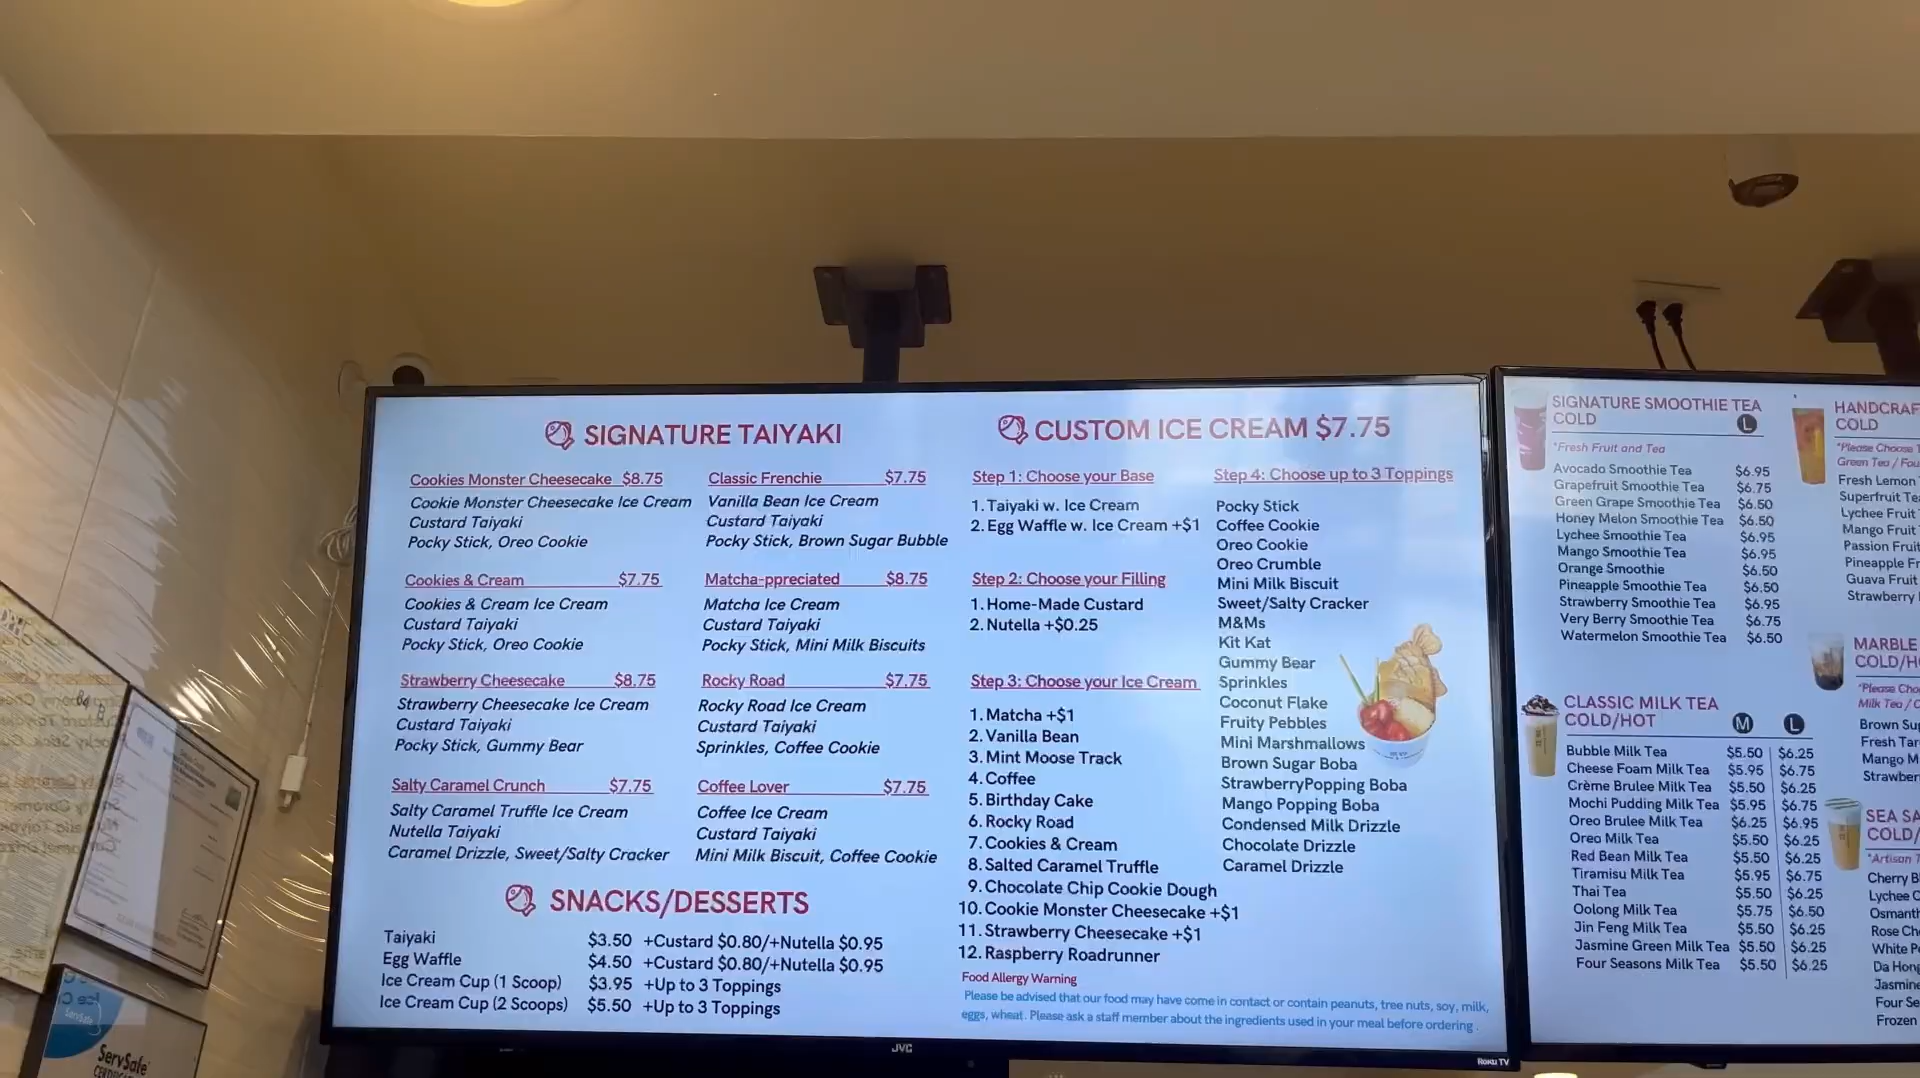 SIGNATURE TAIYAKI
Cookies Monster Cheesecake $8.75
Cookie Monster Cheesecake Ice Cream
Custard Taiyaki
Pocky Stick, Oreo Cookie
Cookies & Cream $7.75
Cookies & Cream Ice Cream
Custard Taiyaki
Pocky Stick, Oreo Cookie
Strawberry Cheesecake $8.75
Strawberry Cheesecake Ice Cream
Custard Taiyaki
Pocky Stick, Gummy Bear
Salty Caramel Crunch $7.75
Salty Caramel Truffle Ice Cream
Nutella Taiyaki
Caramel Drizzle, Sweet/Salty Cracker
Classic Frenchie $7.75
Vanilla Bean Ice Cream
Custard Taiyaki
Pocky Stick, Brown Sugar Bubble
Matcha-ppreciated $8.75
Matcha Ice Cream
Custard Taiyaki
Pocky Stick, Mini Milk Biscuits
Rocky Road $7.75
Rocky Road Ice Cream
Custard Taiyaki
Sprinkles, Coffee Cookie
Coffee Lover $7.75
Coffee Ice Cream
Custard Taiyaki
Mini Milk Biscuit, Coffee Cookie
SNACKS/DESSERTS
Taiyaki $3.50 +Custard $0.80/+Nutella $0.95
Egg Waffle $4.50 +Custard $0.80/+Nutella $0.95
Ice Cream Cup (1 Scoop) $3.95 +Up to 3 Toppings
Ice Cream Cup (2 Scoops) $5.50 +Up to 3 Toppings
CUSTOM ICE CREAM $7.75
Step 1: Choose your Base
1. Taiyaki w. Ice Cream
2. Egg Waffle w. Ice Cream +$1
Step 2: Choose your Filling
1. Home-Made Custard
2. Nutella +$0.25
Step 3: Choose your Ice Cream
1. Matcha +$1
2. Vanilla Bean
3. Mint Moose Track
4. Coffee
5. Birthday Cake
6. Rocky Road
7. Cookies & Cream
8. Salted Caramel Truffle
9. Chocolate Chip Cookie Dough
10. Cookie Monster Cheesecake +$1
11. Strawberry Cheesecake +$1
12. Raspberry Roadrunner
Step 4: Choose up to 3 Toppings
Pocky Stick
Coffee Cookie
Oreo Cookie
Oreo Crumble
Mini Milk Biscuit
Sweet/Salty Cracker
M&Ms
Kit Kat
Gummy Bear
Sprinkles
Coconut Flake
Fruity Pebbles
Mini Marshmallows
Brown Sugar Boba
StrawberryPopping Boba
Mango Popping Boba
Condensed Milk Drizzle
Chocolate Drizzle
Caramel Drizzle
Food Allergy Warning
Please be advised that our food may have come in contact or contain peanuts, tree nuts, soy, milk,
eggs, wheat. Please ask a staff member about the ingredients used in your meal before ordering .
JVC
Roku TV
SIGNATURE SMOOTHIE TEA
COLD L
*Fresh Fruit and Tea
Avocado Smoothie Tea $6.95
Grapefruit Smoothie Tea $6.75
Green Grape Smoothie Tea $6.50
Honey Melon Smoothie Tea $6.50
Lychee Smoothie Tea $6.95
Mango Smoothie Tea $6.95
Orange Smoothie $6.50
Pineapple Smoothie Tea $6.50
Strawberry Smoothie Tea $6.95
Very Berry Smoothie Tea $6.75
Watermelon Smoothie Tea $6.50
CLASSIC MILK TEA
COLD/HOT M L
Bubble Milk Tea $5.50 $6.25
Cheese Foam Milk Tea $5.95 $6.75
Crème Brulee Milk Tea $5.50 $6.25
Mochi Pudding Milk Tea $5.95 $6.75
Oreo Brulee Milk Tea $6.25 $6.95
Oreo Milk Tea $5.50 $6.25
Red Bean Milk Tea $5.50 $6.25
Tiramisu Milk Tea $5.95 $6.75
Thai Tea $5.50 $6.25
Oolong Milk Tea $5.75 $6.50
Jin Feng Milk Tea $5.50 $6.25
Jasmine Green Milk Tea $5.50 $6.25
Four Seasons Milk Tea $5.50 $6.25
HANDCRAF
COLD
*Please Choose T
Green Tea / Fou
Fresh Lemon
Superfruit Te
Lychee Fruit
Mango Fruit
Passion Fruit
Pineapple Fr
Guava Fruit
Strawberry
MARBLE
COLD/H
*Please Cho
Milk Tea / C
Brown Su
Fresh Tar
Mango M
Strawber
SEA SA
COLD/
*Artisan T
Cherry B
Lychee C
Osmanth
Rose Ch
White P
Da Hong
Jasmine
Four Se
Frozen
ServSafe